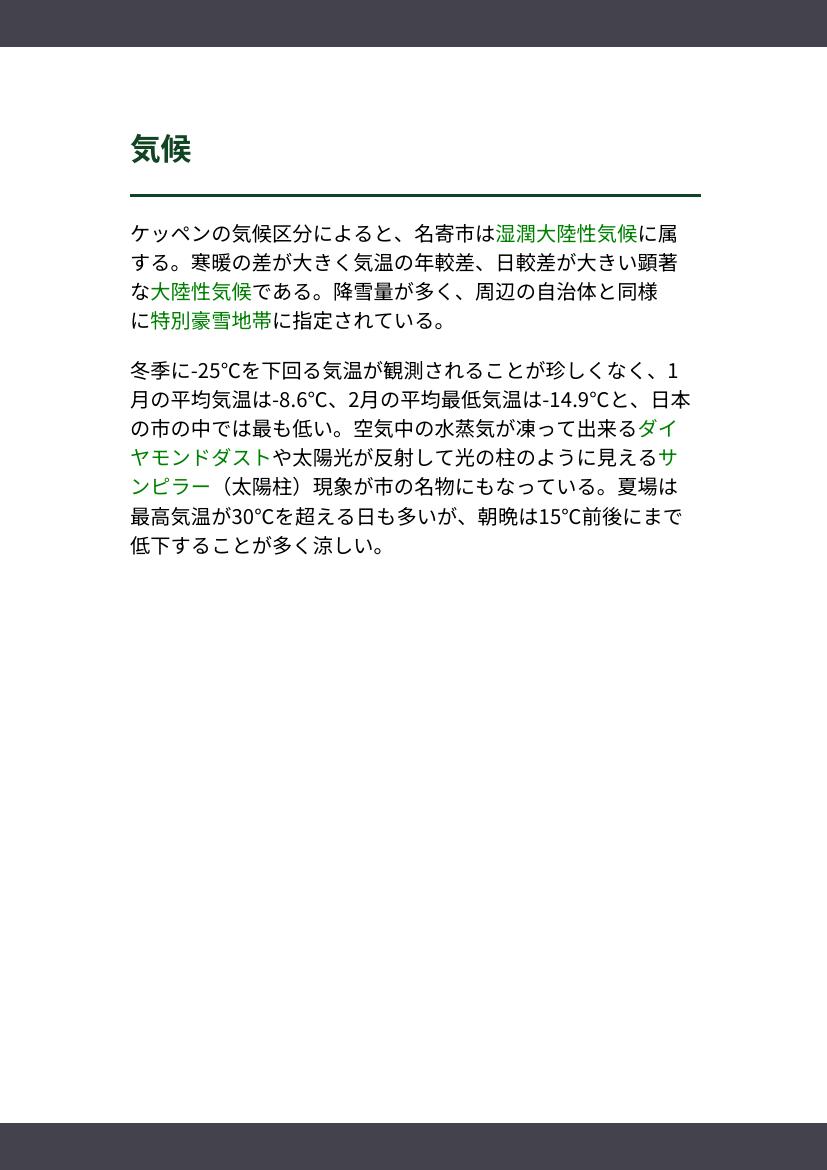 気候
ケッペンの気候区分によると、名寄市は湿潤大陸性気候に属
する。寒暖の差が大きく気温の年較差、日較差が大きい顕著
な大陸性気候である。降雪量が多く、周辺の自治体と同様
に特別豪雪地帯に指定されている。
冬季に-25℃を下回る気温が観測されることが珍しくなく、1
月の平均気温は-8.6℃、2月の平均最低気温は-14.9℃と、日本
の市の中では最も低い。空気中の水蒸気が凍って出来るダイ
ヤモンドダストや太陽光が反射して光の柱のように見えるサ
ンピラー（太陽柱）現象が市の名物にもなっている。夏場は
最高気温が30℃を超える日も多いが、朝晩は15℃前後にまで
低下することが多く涼しい。